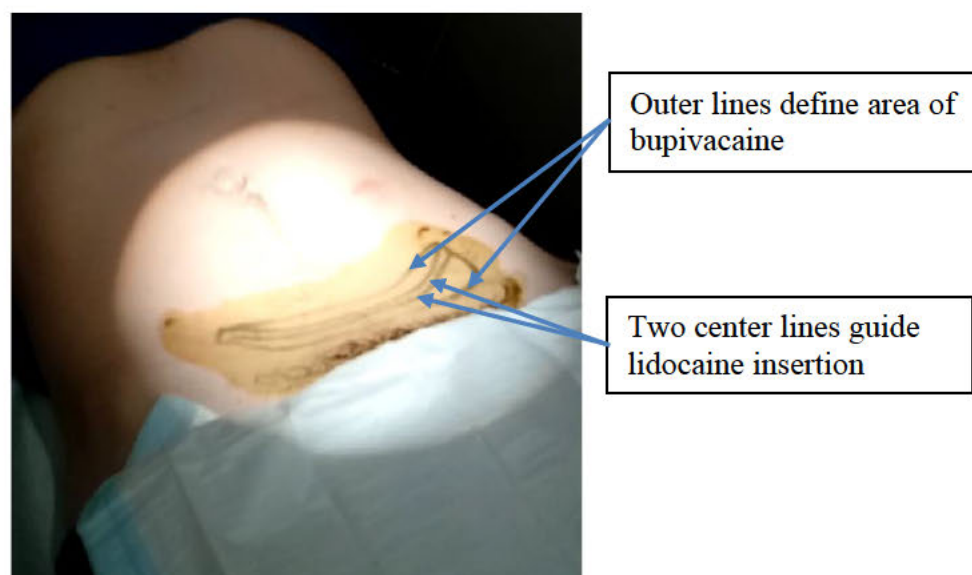 Outer lines define area of
bupivacaine
Two center lines guide
lidocaine insertion